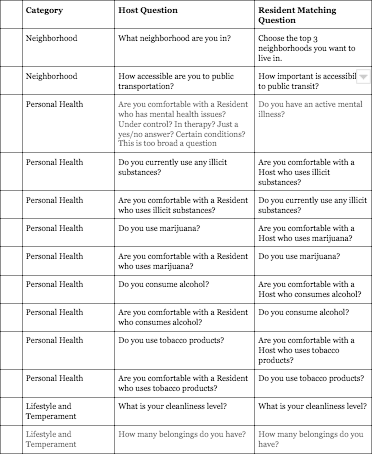 Category
Host Question
Resident Matching
Question
Neighborhood
What neighborhood are you in?
Choose the top 3
neighborhoods you want to
live in.
Neighborhood
How accessible are you to public
transportation?
How important is accessibil
to public transit?
Personal Health
Are you comfortable with a Resident
who has mental health issues?
Under control? In therapy? Just a
yes/no answer? Certain conditions?
This is too broad a question
Do you have an active mental
illness?
Personal Health
Do you currently use any illicit
substances?
Are you comfortable with a
Host who uses illicit
substances?
Personal Health
Are you comfortable with a Resident
who uses illicit substances?
Do you currently use any illicit
substances?
Personal Health
Do you use marijuana?
Are you comfortable with a
Host who uses marijuana?
Personal Health
Are you comfortable with a Resident
who uses marijuana?
Do you use marijuana?
Personal Health
Do you consume alcohol?
Are you comfortable with a
Host who consumes alcohol?
Personal Health
Are you comfortable with a Resident
who consumes alcohol?
Do you consume alcohol?
Personal Health
Do you use tobacco products?
Are you comfortable with a
Host who uses tobacco
products?
Personal Health
Are you comfortable with a Resident
who uses tobacco products?
Do you use tobacco products?
Lifestyle and
Temperament
What is your cleanliness level?
What is your cleanliness level?
Lifestyle and
Temperament
How many belongings do you have?
How many belongings do you
have?